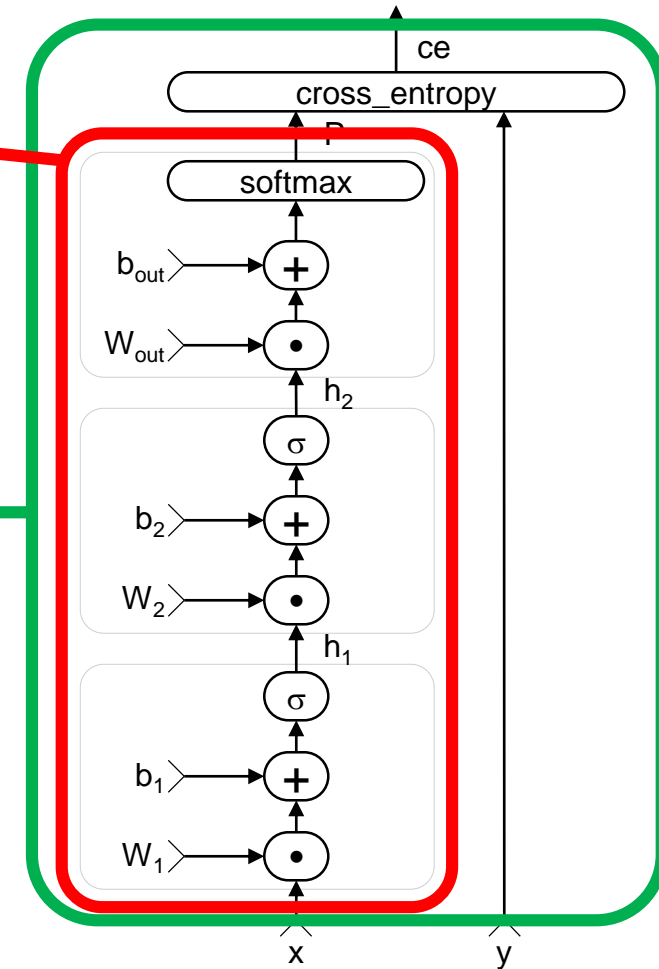 ce
cross_entropy
softmax
b_out
+
W_out
•
h_2
σ
b_2
+
W_2
•
h_1
σ
b_1
+
W_1
•
x y